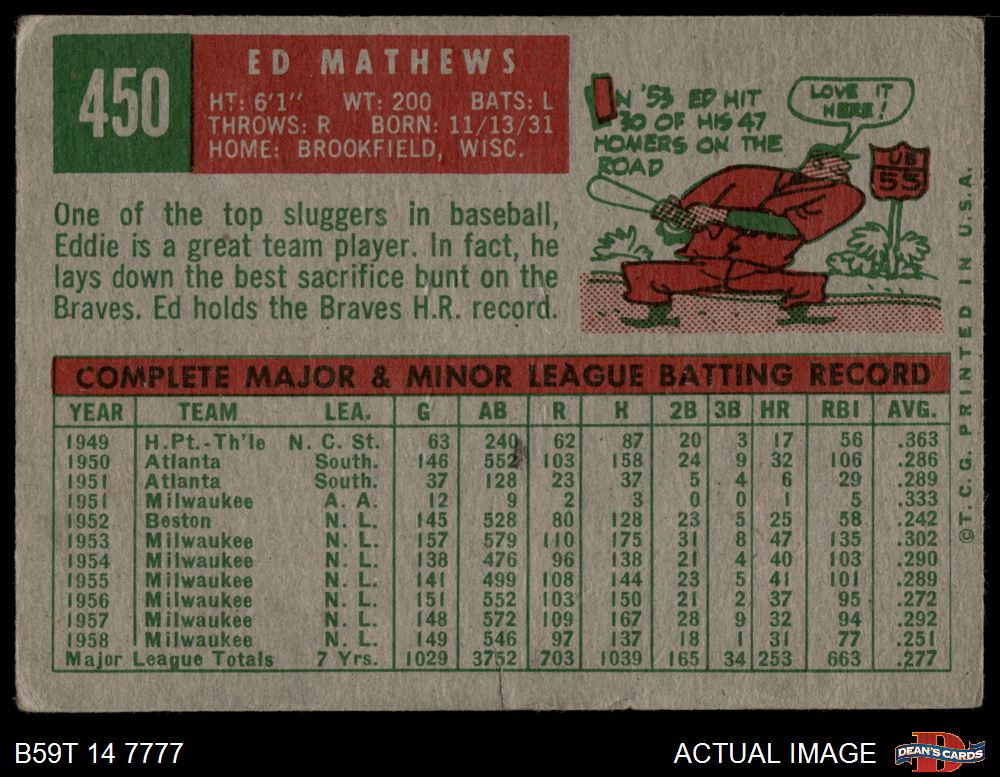 450
ED MATHEWS
HT: 6'1" WT: 200 BATS: L
THROWS: R BORN: 11/13/31
HOME: BROOKFIELD, WISC.
One of the top sluggers in baseball,
Eddie is a great team player. In fact, he
lays down the best sacrifice bunt on the
Braves. Ed holds the Braves H.R. record.
IN '53 ED HIT
30 OF HIS 47
HOMERS ON THE
ROAD
LOVE IT
HERE!
US
55
COMPLETE MAJOR & MINOR LEAGUE BATTING RECORD
YEAR TEAM LEA. G AB R H 2B 3B HR RBI AVG.
1949 H.Pt.-Th'le N. C. St. 63 240 62 87 20 3 17 56 .363
1950 Atlanta South. 146 552 103 158 24 9 32 106 .286
1951 Atlanta South. 37 128 23 37 5 4 6 29 .289
1951 Milwaukee A. A. 12 9 2 3 0 0 1 5 .333
1952 Boston N. L. 145 528 80 128 23 5 25 58 .242
1953 Milwaukee N. L. 157 579 110 175 31 8 47 135 .302
1954 Milwaukee N. L. 138 476 96 138 21 4 40 103 .290
1955 Milwaukee N. L. 141 499 108 144 23 5 41 101 .289
1956 Milwaukee N. L. 151 552 103 150 21 2 37 95 .272
1957 Milwaukee N. L. 148 572 109 167 28 9 32 94 .292
1958 Milwaukee N. L. 149 546 97 137 18 1 31 77 .251
Major League Totals 7 Yrs. 1029 3752 703 1039 165 34 253 663 .277
©T.C.G. PRINTED IN U.S.A.
B59T 14 7777
ACTUAL IMAGE
DEAN'S CARDS